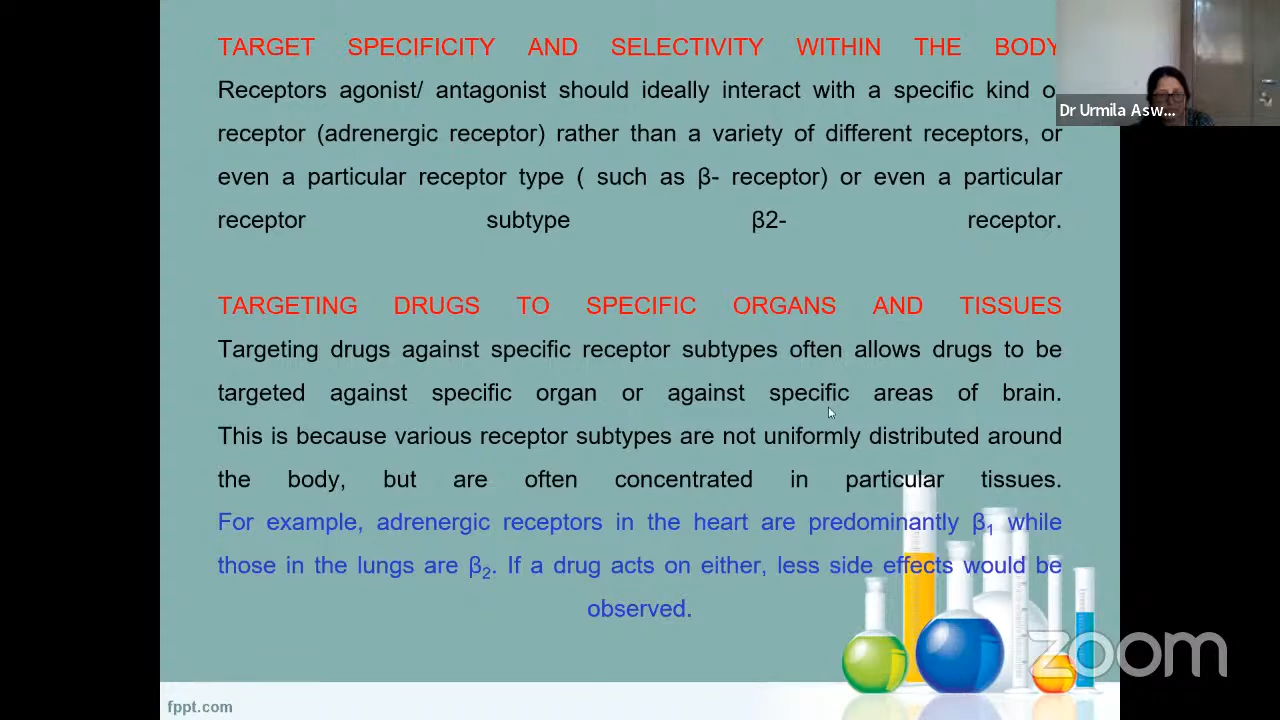 TARGET SPECIFICITY AND SELECTIVITY WITHIN THE BODY
Receptors agonist/ antagonist should ideally interact with a specific kind o
receptor (adrenergic receptor) rather than a variety of different receptors, or
even a particular receptor type ( such as β- receptor) or even a particular
receptor subtype β2- receptor.
TARGETING DRUGS TO SPECIFIC ORGANS AND TISSUES
Targeting drugs against specific receptor subtypes often allows drugs to be
targeted against specific organ or against specific areas of brain.
This is because various receptor subtypes are not uniformly distributed around
the body, but are often concentrated in particular tissues.
For example, adrenergic receptors in the heart are predominantly β₁ while
those in the lungs are β₂. If a drug acts on either, less side effects would be
observed.
Dr Urmila Asw...
zoom
fppt.com